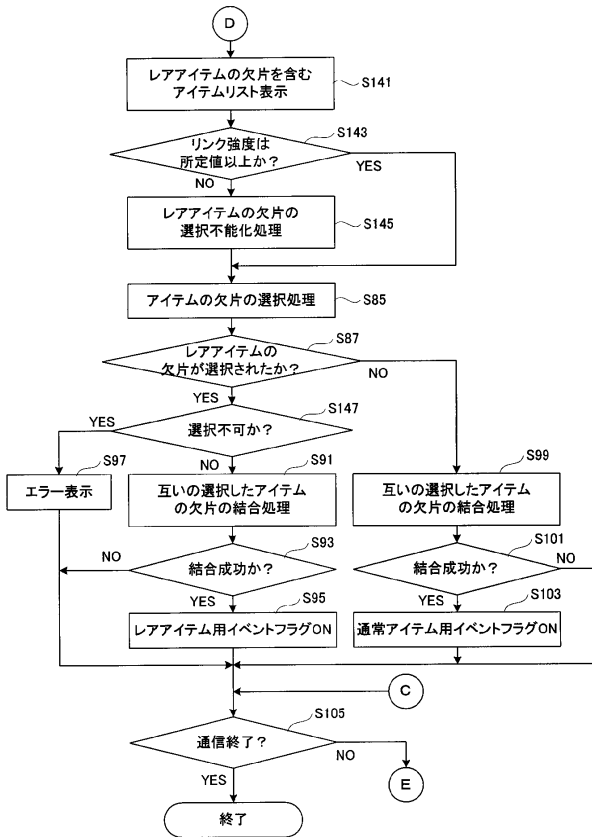 D
レアアイテムの欠片を含む
アイテムリスト表示
S141
リンク強度は
所定値以上か?
S143
YES
NO
レアアイテムの欠片の
選択不能化処理
S145
アイテムの欠片の選択処理
S85
レアアイテムの
欠片が選択されたか?
S87
NO
YES
選択不可か?
S147
YES
NO
エラー表示
S97
互いの選択したアイテム
の欠片の結合処理
S91
互いの選択したアイテム
の欠片の結合処理
S99
結合成功か?
S93
NO
YES
結合成功か?
S101
NO
YES
レアアイテム用イベントフラグON
S95
通常アイテム用イベントフラグON
S103
C
通信終了?
S105
NO
YES
E
終了